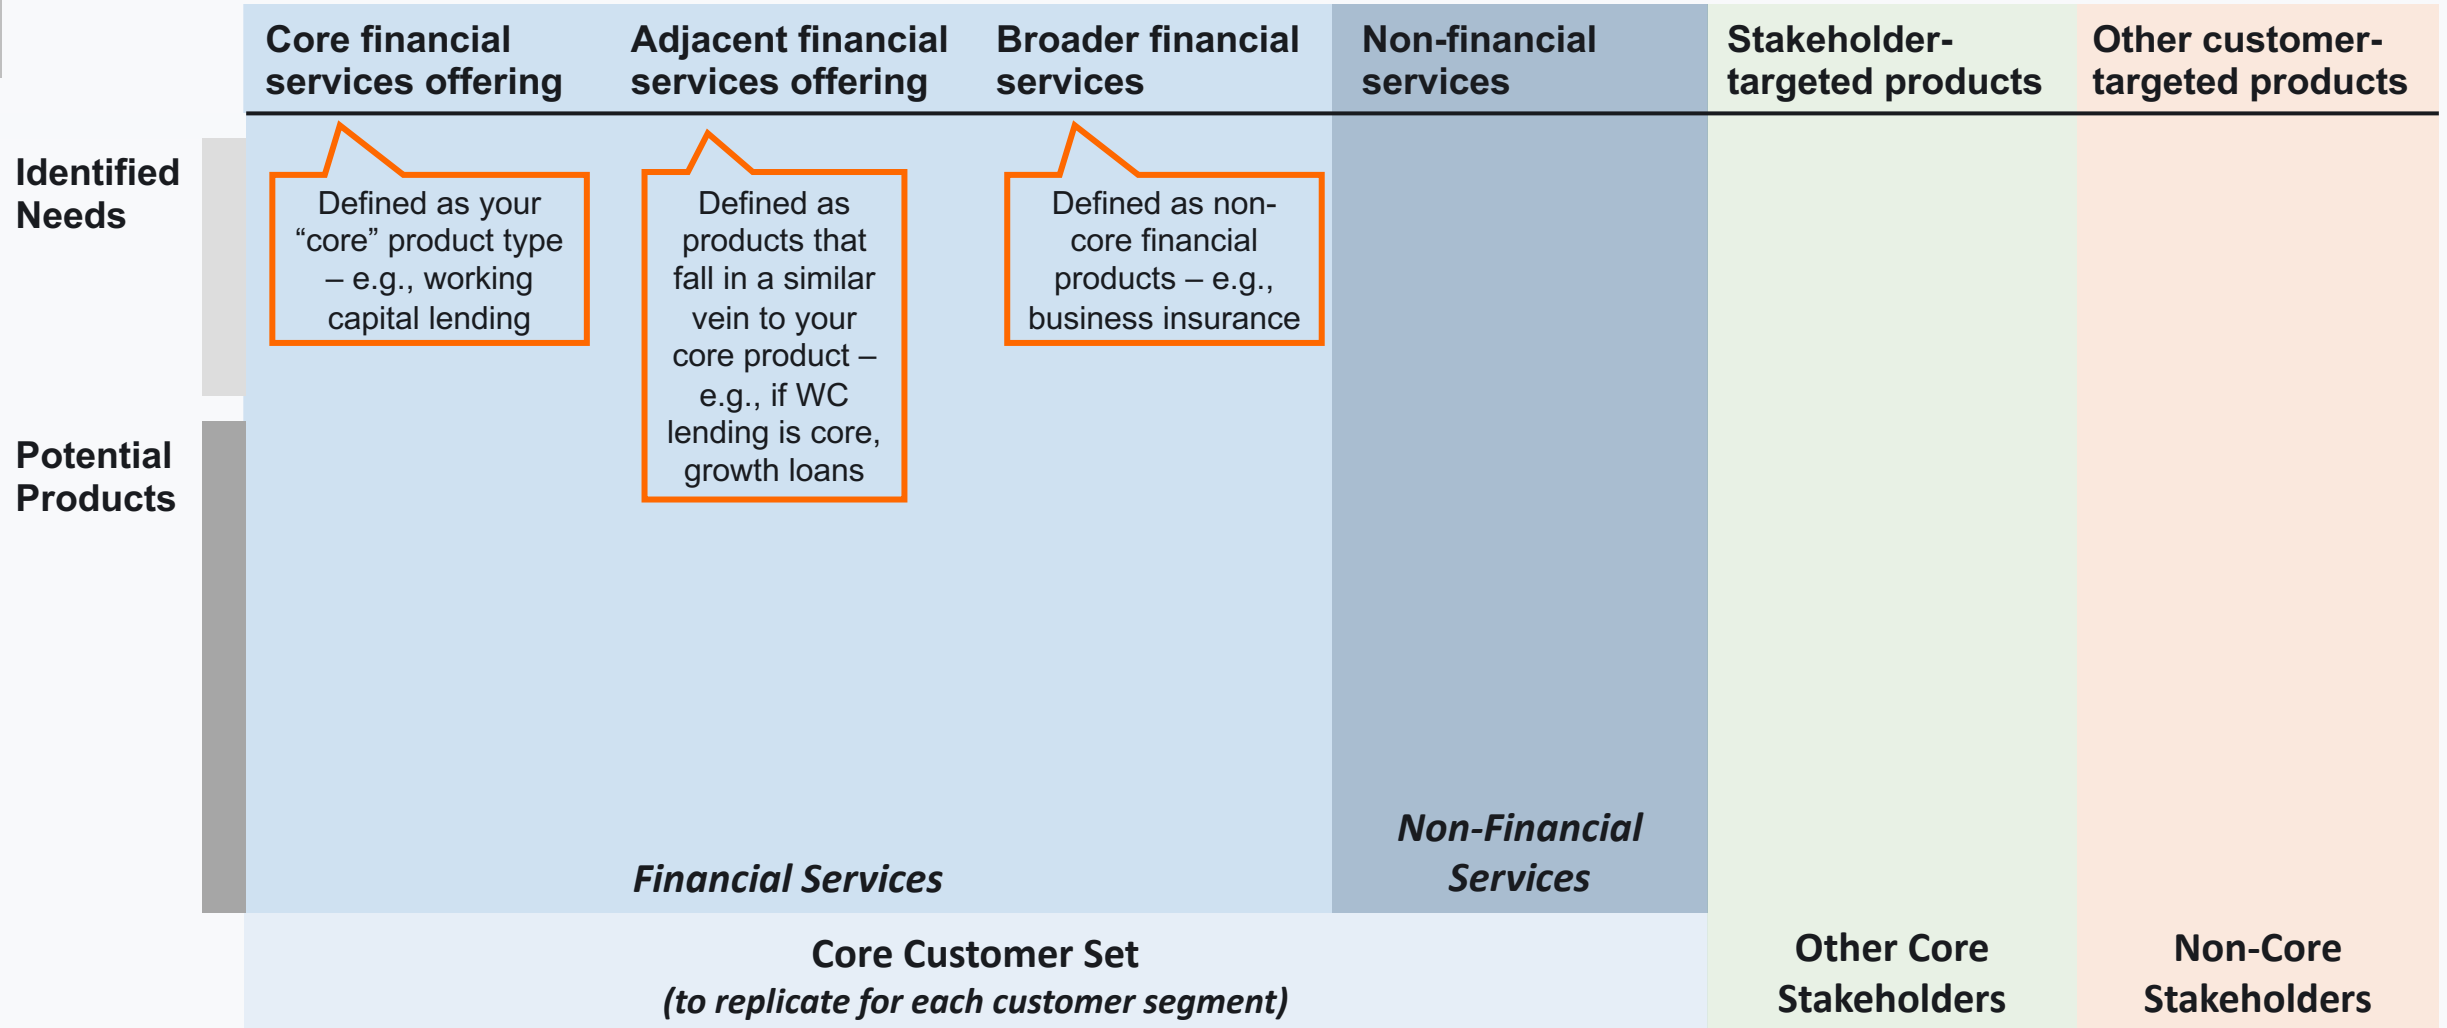 Core financial
services offering
Adjacent financial
services offering
Broader financial
services
Non-financial
services
Stakeholder-
targeted products
Other customer-
targeted products
Identified
Needs
Defined as your
“core” product type
– e.g., working
capital lending
Defined as
products that
fall in a similar
vein to your
core product –
e.g., if WC
lending is core,
growth loans
Defined as non-
core financial
products – e.g.,
business insurance
Potential
Products
Financial Services
Non-Financial
Services
Core Customer Set
(to replicate for each customer segment)
Other Core
Stakeholders
Non-Core
Stakeholders